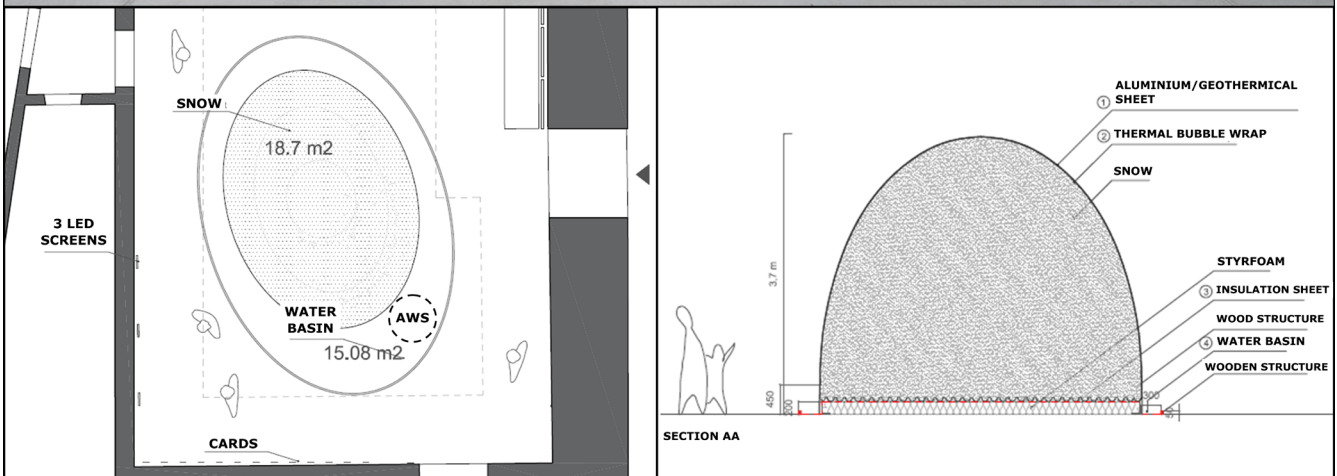 SNOW
18.7 m2
3 LED
SCREENS
WATER
BASIN
AWS
15.08 m2
CARDS
ALUMINIUM/GEOTHERMICAL
1 SHEET
2 THERMAL BUBBLE WRAP
SNOW
3,7 m
STYRFOAM
3 INSULATION SHEET
WOOD STRUCTURE
4 WATER BASIN
WOODEN STRUCTURE
450
200
300
SECTION AA